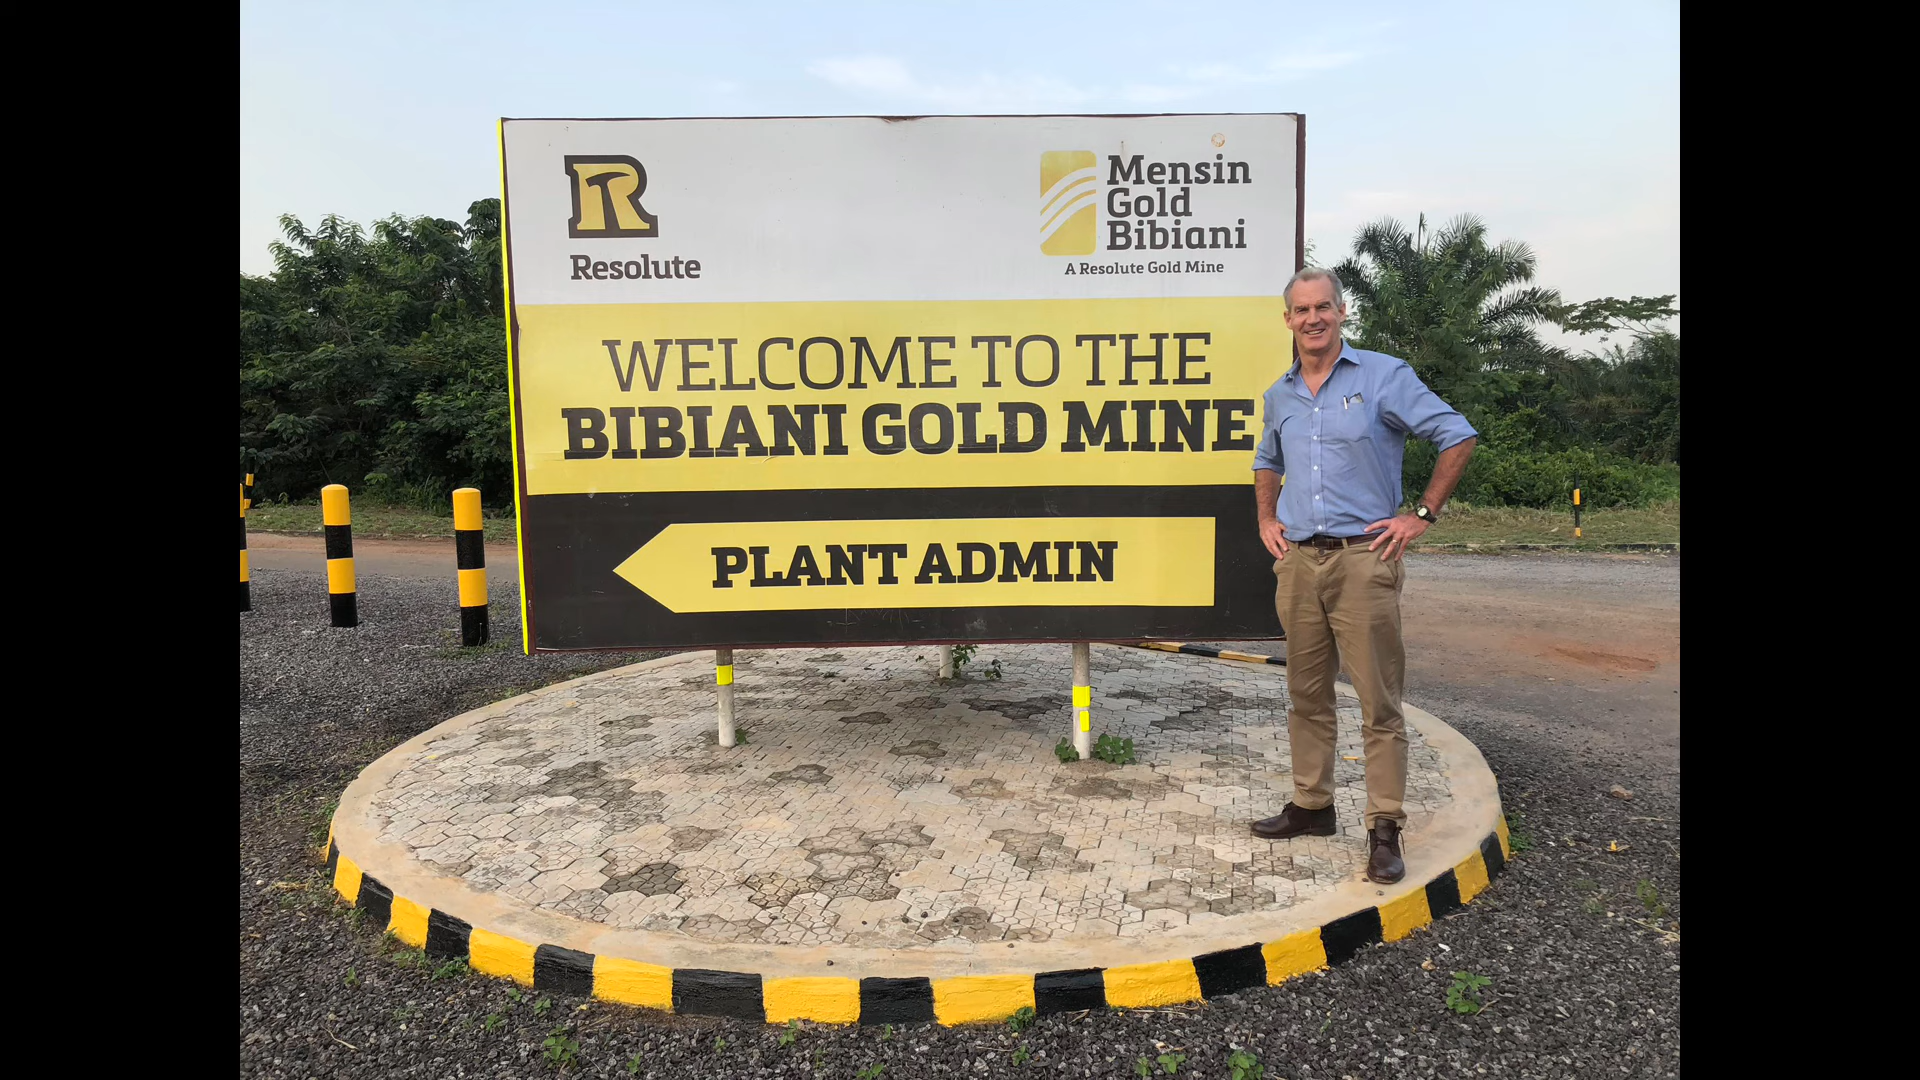 R
Resolute
Mensin
Gold
Bibiani
A Resolute Gold Mine
WELCOME TO THE
BIBIANI GOLD MINE
PLANT ADMIN